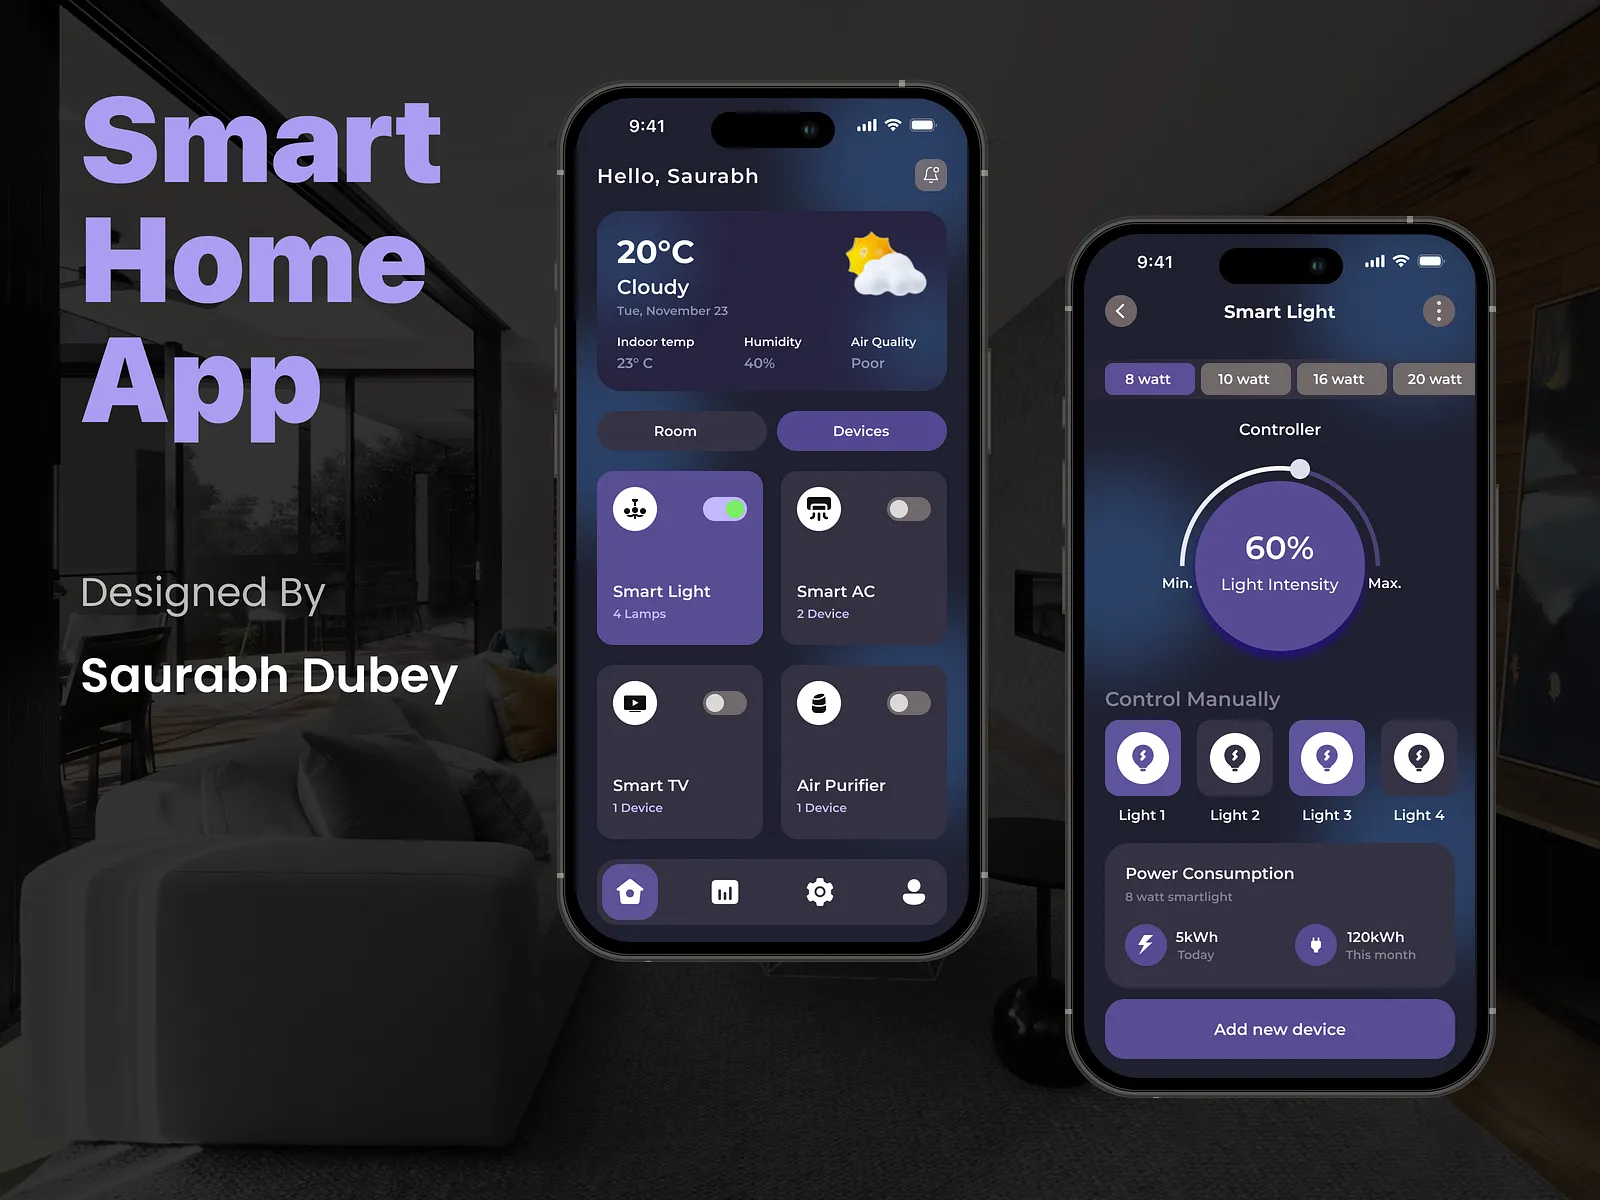 Smart
Home
App
Designed By
Saurabh Dubey
9:41
Hello, Saurabh
20°C
Cloudy
Tue, November 23
Indoor temp Humidity Air Quality
23° C 40% Poor
Room Devices
Smart Light Smart AC
4 Lamps 2 Device
Smart TV Air Purifier
1 Device 1 Device
9:41
Smart Light
8 watt 10 watt 16 watt 20 watt
Controller
60%
Min. Light Intensity Max.
Control Manually
Light 1 Light 2 Light 3 Light 4
Power Consumption
8 watt smartlight
5kWh 120kWh
Today This month
Add new device